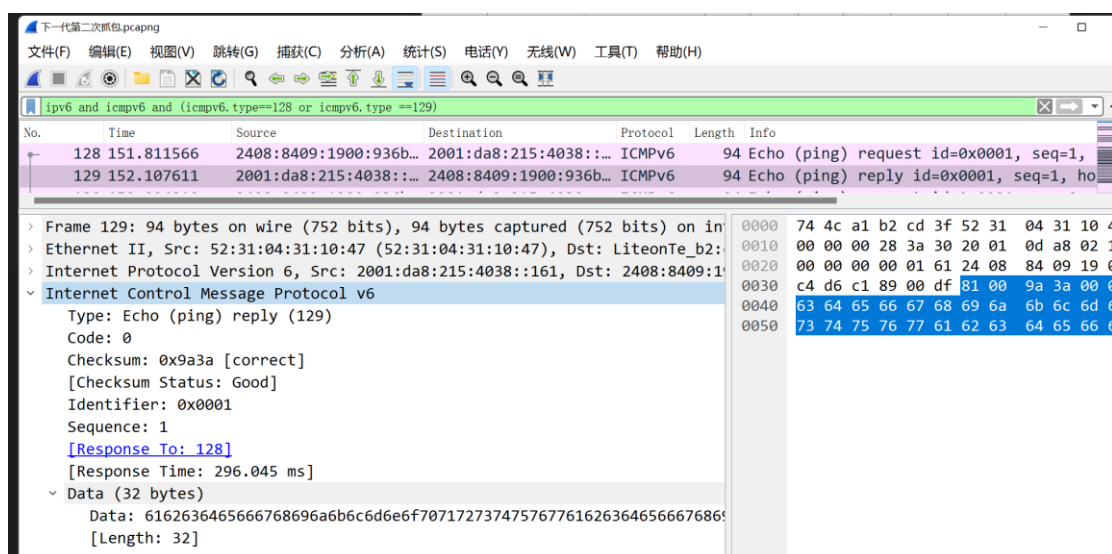 下一代第二次抓包.pcapng
文件(F) 编辑(E) 视图(V) 跳转(G) 捕获(C) 分析(A) 统计(S) 电话(Y) 无线(W) 工具(T) 帮助(H)
ipv6 and icmpv6 and (icmpv6.type==128 or icmpv6.type ==129)
No. Time Source Destination Protocol Length Info
128 151.811566 2408:8409:1900:936b… 2001:da8:215:4038::… ICMPv6 94 Echo (ping) request id=0x0001, seq=1,
129 152.107611 2001:da8:215:4038::… 2408:8409:1900:936b… ICMPv6 94 Echo (ping) reply id=0x0001, seq=1, ho
Frame 129: 94 bytes on wire (752 bits), 94 bytes captured (752 bits) on in
Ethernet II, Src: 52:31:04:31:10:47 (52:31:04:31:10:47), Dst: LiteonTe_b2:
Internet Protocol Version 6, Src: 2001:da8:215:4038::161, Dst: 2408:8409:1
Internet Control Message Protocol v6
Type: Echo (ping) reply (129)
Code: 0
Checksum: 0x9a3a [correct]
[Checksum Status: Good]
Identifier: 0x0001
Sequence: 1
[Response To: 128]
[Response Time: 296.045 ms]
Data (32 bytes)
Data: 6162636465666768696a6b6c6d6e6f7071727374757677616263646566676869
[Length: 32]
0000 74 4c a1 b2 cd 3f 52 31 04 31 10 4
0010 00 00 00 28 3a 30 20 01 0d a8 02 1
0020 00 00 00 00 01 61 24 08 84 09 19 0
0030 c4 d6 c1 89 00 df 81 00 9a 3a 00 0
0040 63 64 65 66 67 68 69 6a 6b 6c 6d 6
0050 73 74 75 76 77 61 62 63 64 65 66 6